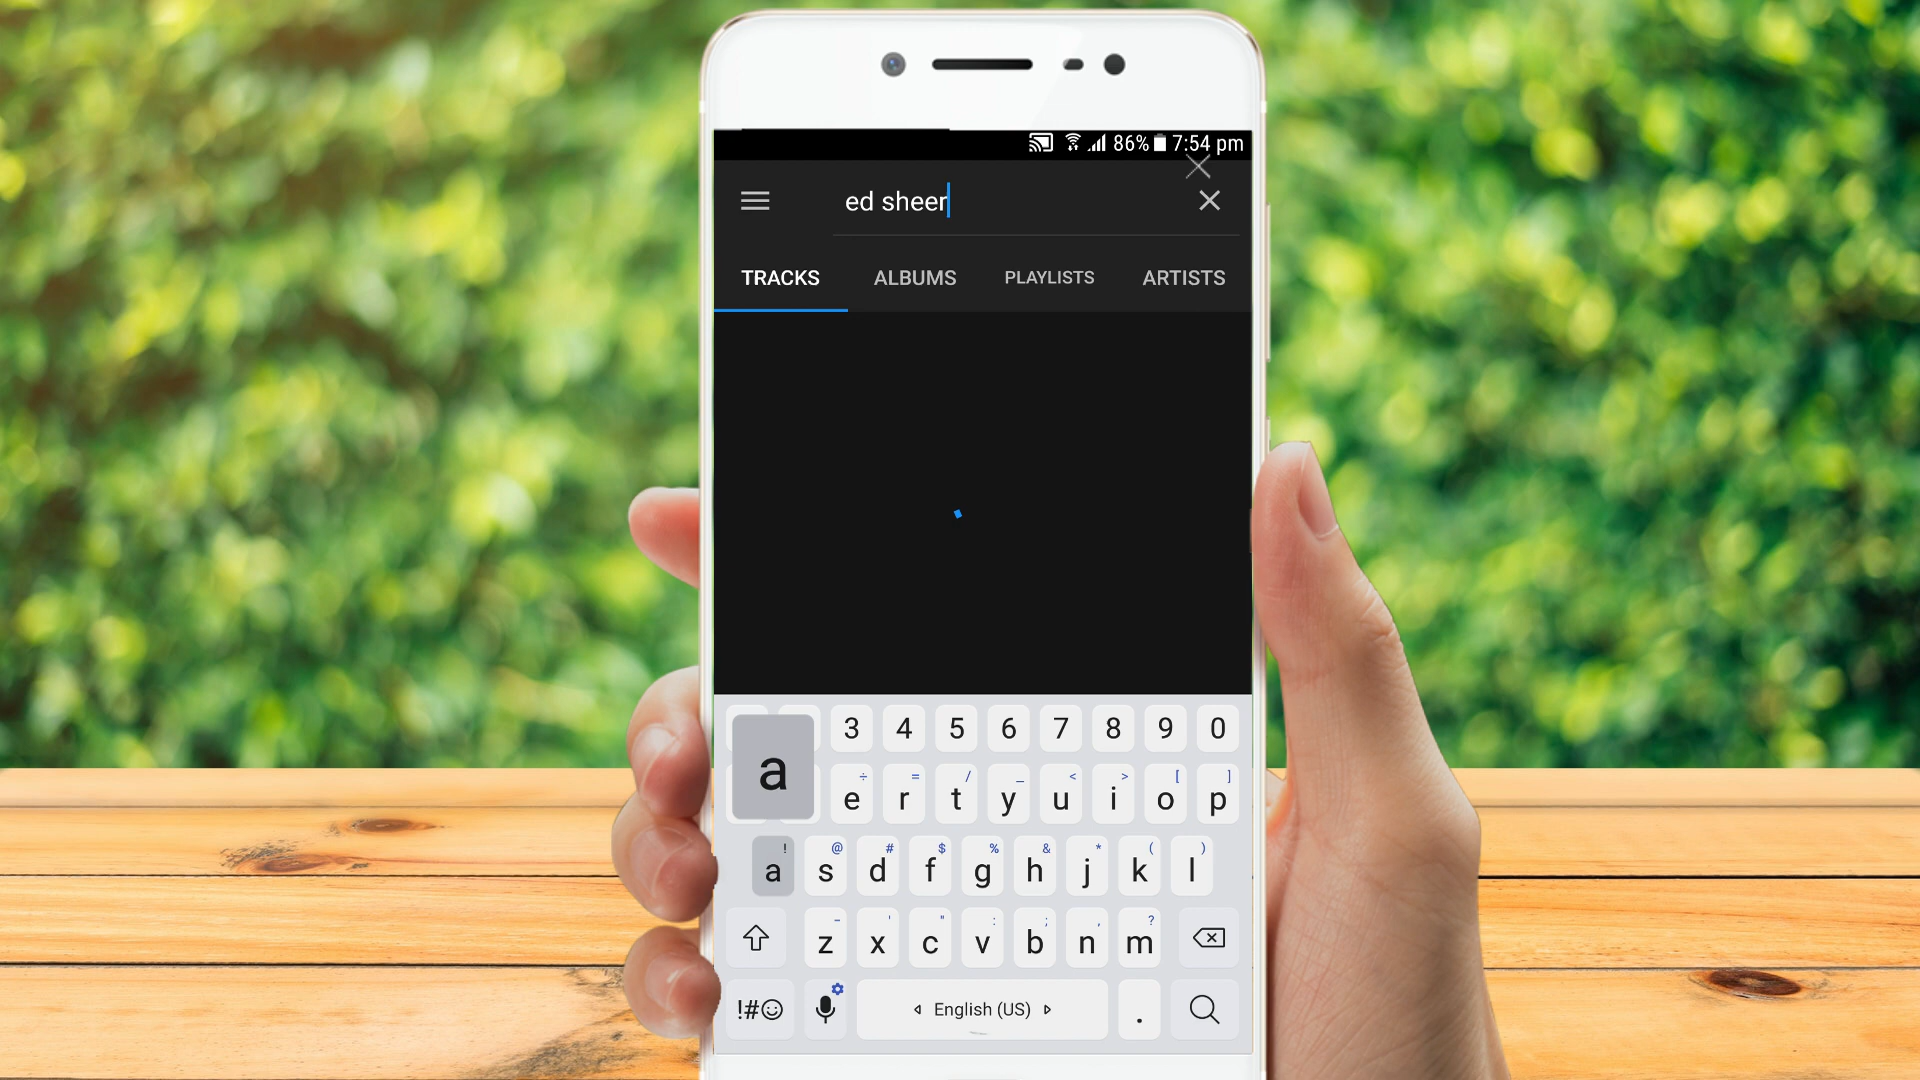 86% 7:54 pm
ed sheer
TRACKS ALBUMS PLAYLISTS ARTISTS
3 4 5 6 7 8 9 0
a
÷ = / _ < > [ ]
e r t y u i o p
! @ # $ % & * ( )
a s d f g h j k l
- ' " : ; , ?
z x c v b n m
!#☺ English (US) .